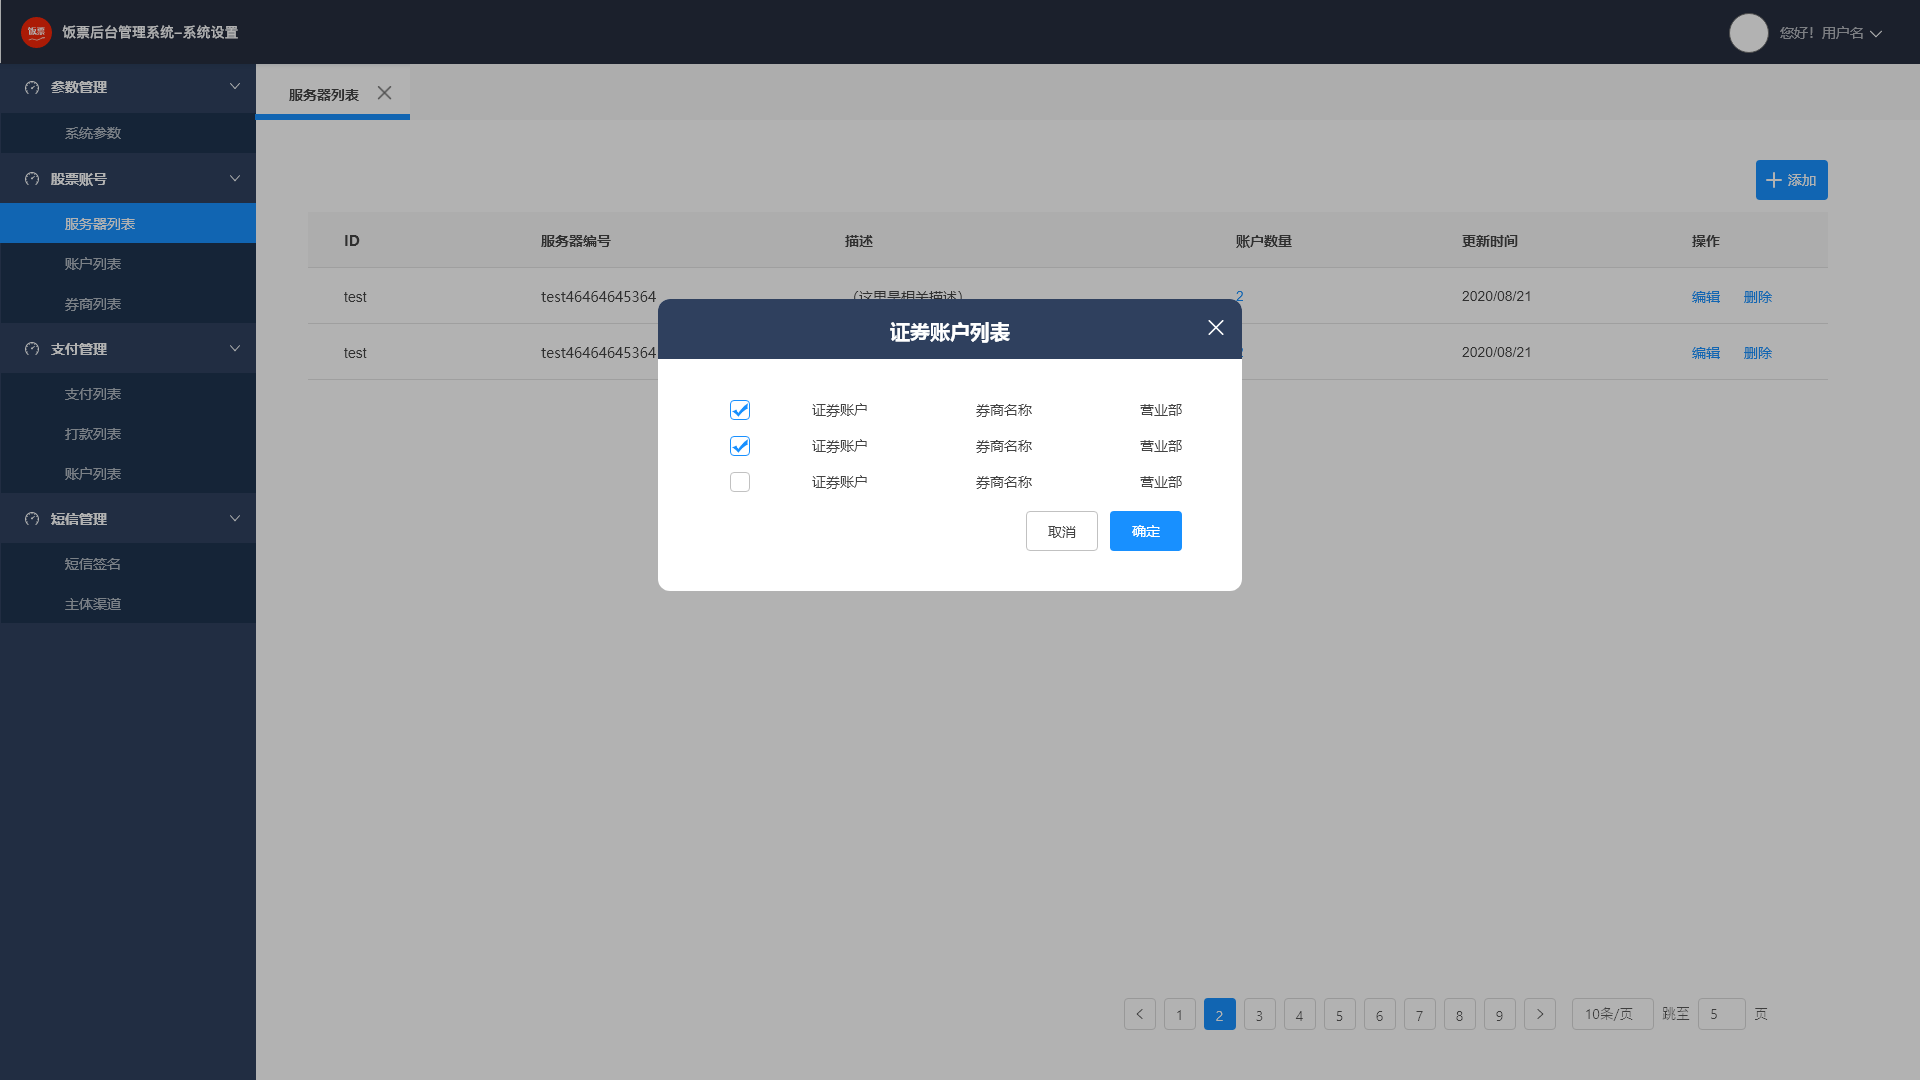 饭票 饭票后台管理系统-系统设置
您好！用户名
参数管理
系统参数
股票账号
服务器列表
账户列表
券商列表
支付管理
支付列表
打款列表
账户列表
短信管理
短信签名
主体渠道
服务器列表
添加
ID 服务器编号 描述 账户数量 更新时间 操作
test test46464645364 （这里是相关描述） 2 2020/08/21 编辑 删除
test test46464645364 2020/08/21 编辑 删除
证券账户列表
证券账户 券商名称 营业部
证券账户 券商名称 营业部
证券账户 券商名称 营业部
取消 确定
1 2 3 4 5 6 7 8 9 10条/页 跳至 5 页